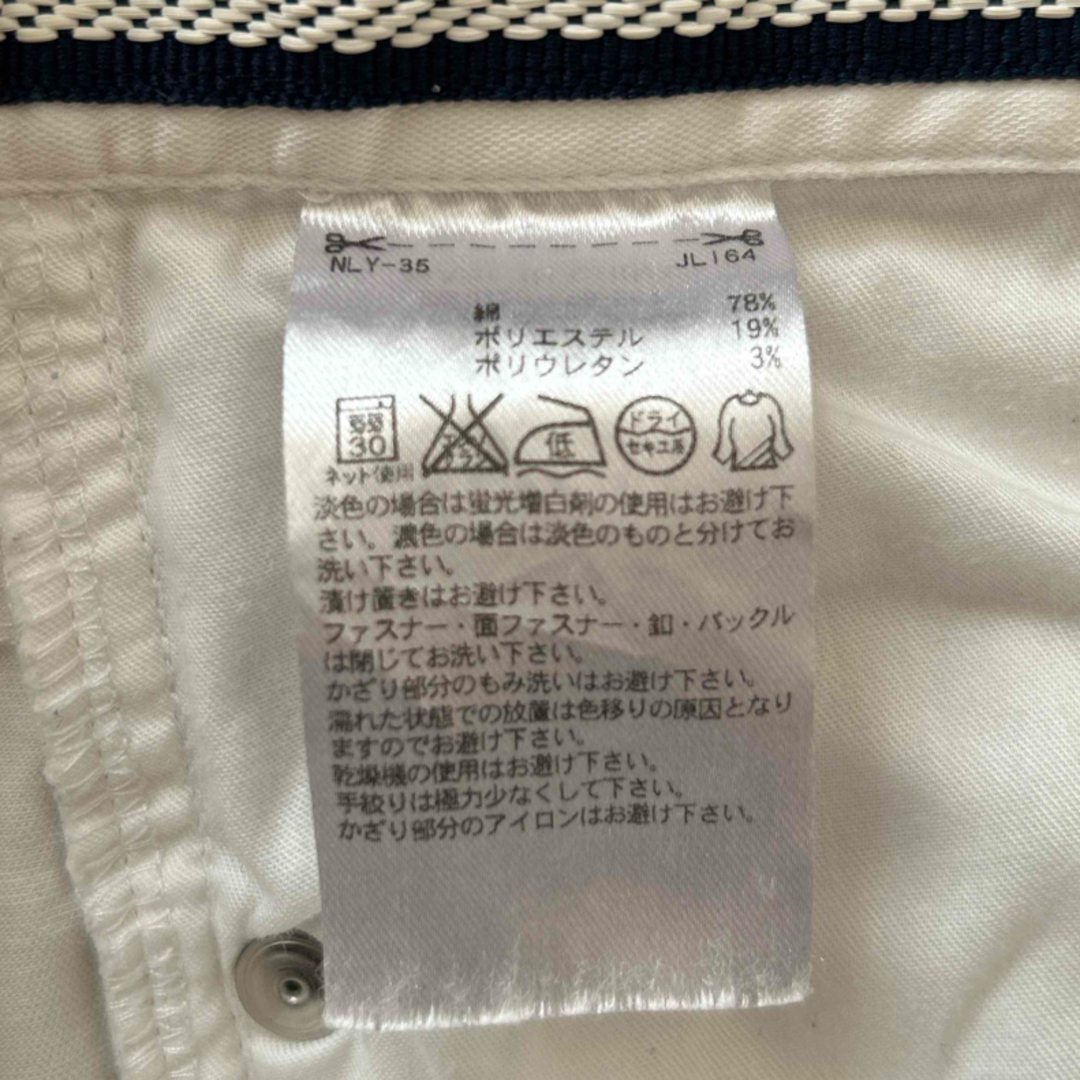 NLY-35 JL164
綿 78%
ポリエステル 19%
ポリウレタン 3%
弱 30 エンソ サラシ 低 ドライ セキユ系
ネット使用
淡色の場合は蛍光増白剤の使用はお避け下
さい。濃色の場合は淡色のものと分けてお
洗い下さい。
漬け置きはお避け下さい。
ファスナー・面ファスナー・釦・バックル
は閉じてお洗い下さい。
かざり部分のもみ洗いはお避け下さい。
濡れた状態での放置は色移りの原因となり
ますのでお避け下さい。
乾燥機の使用はお避け下さい。
手絞りは極力少なくして下さい。
かざり部分のアイロンはお避け下さい。